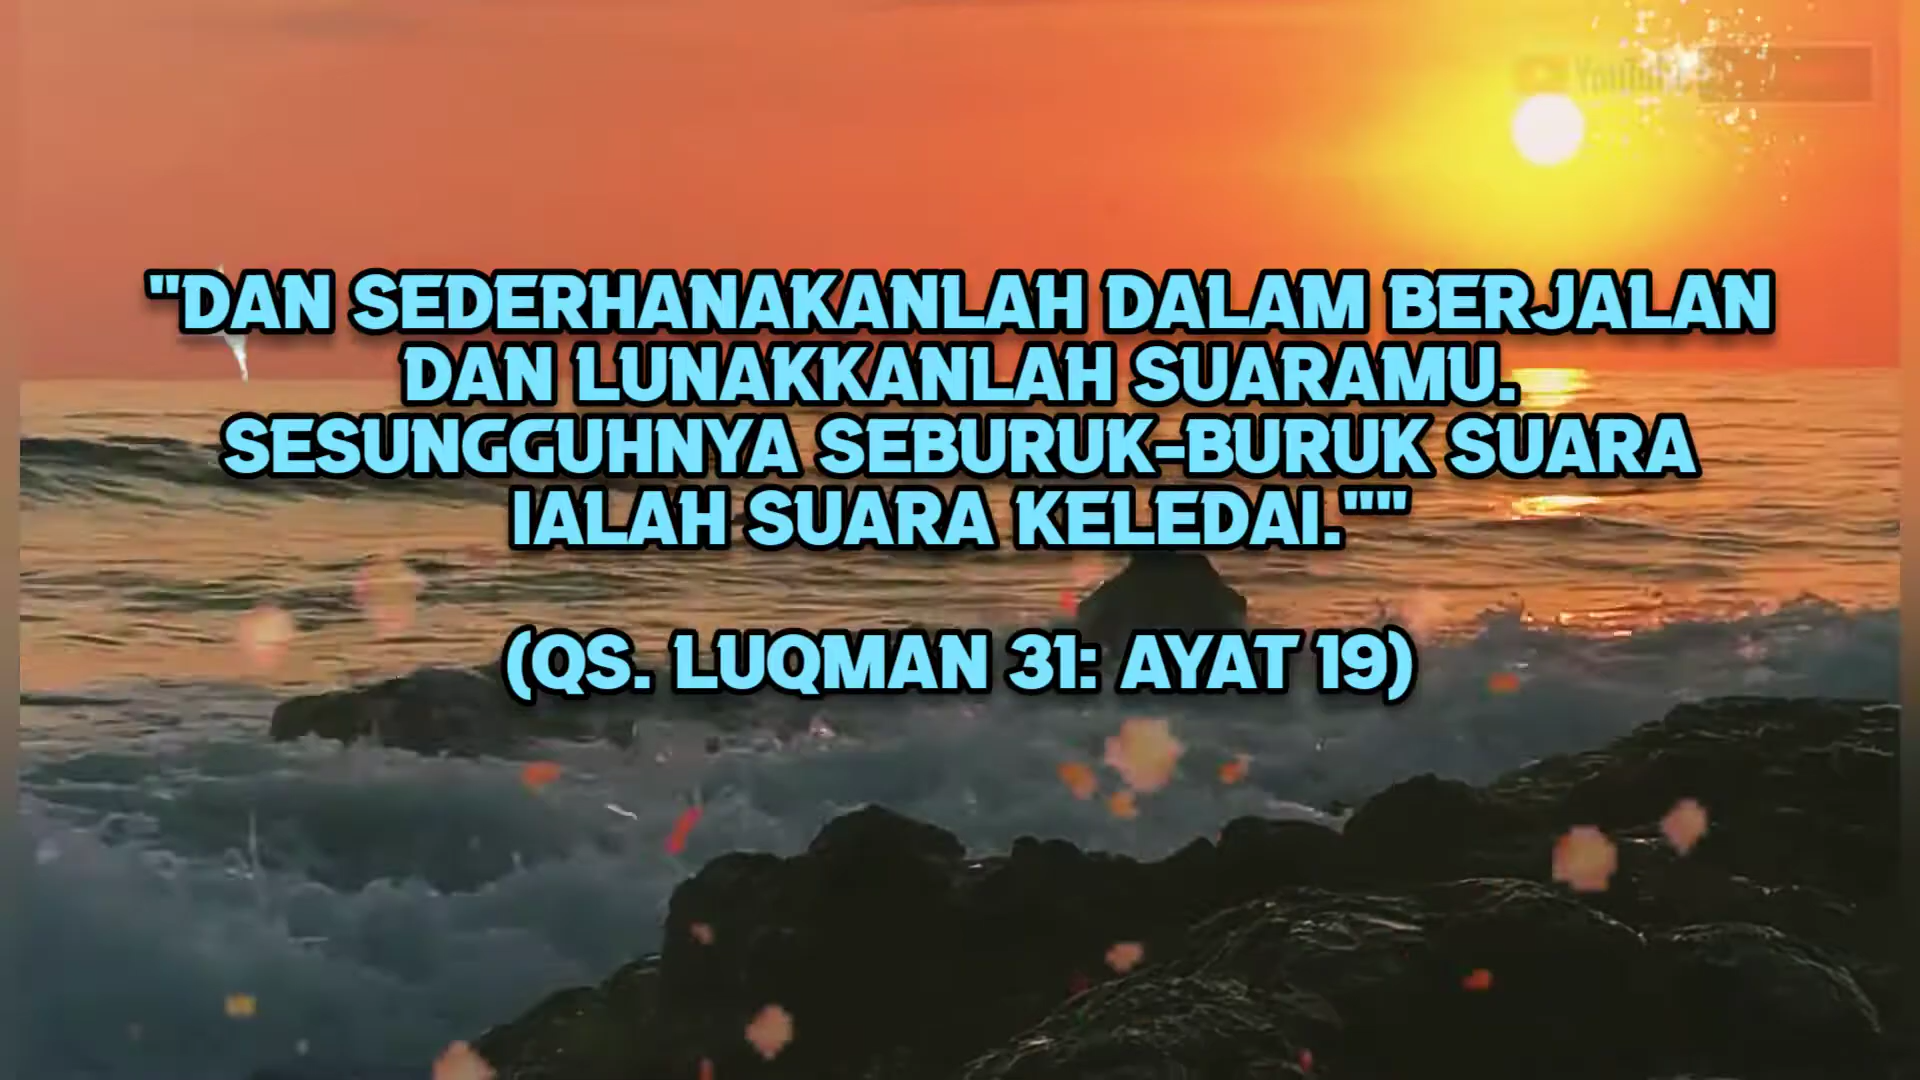 "DAN SEDERHANAKANLAH DALAM BERJALAN
DAN LUNAKKANLAH SUARAMU.
SESUNGGUHNYA SEBURUK-BURUK SUARA
IALAH SUARA KELEDAI.""
(QS. LUQMAN 31: AYAT 19)
YouTube